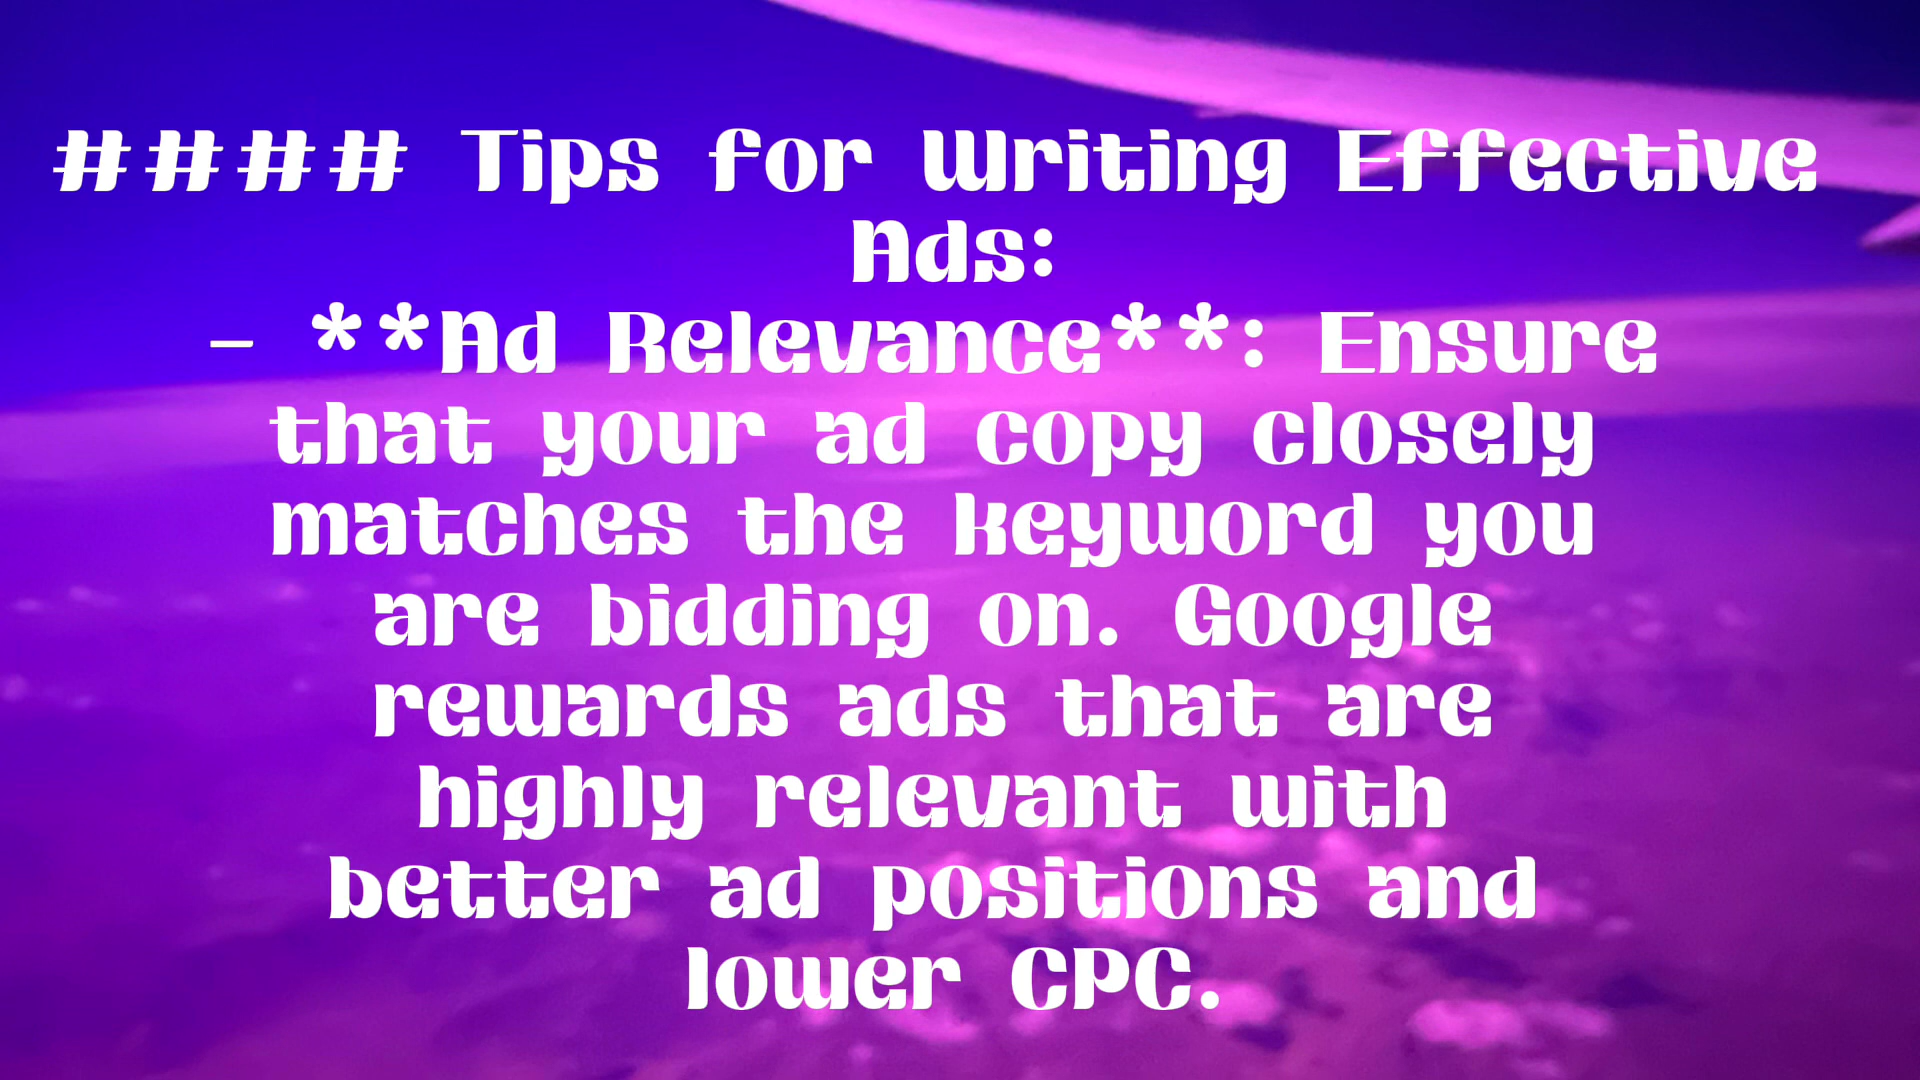 #### Tips for Writing Effective
Ads:
- **Ad Relevance**: Ensure
that your ad copy closely
matches the keyword you
are bidding on. Google
rewards ads that are
highly relevant with
better ad positions and
lower CPC.